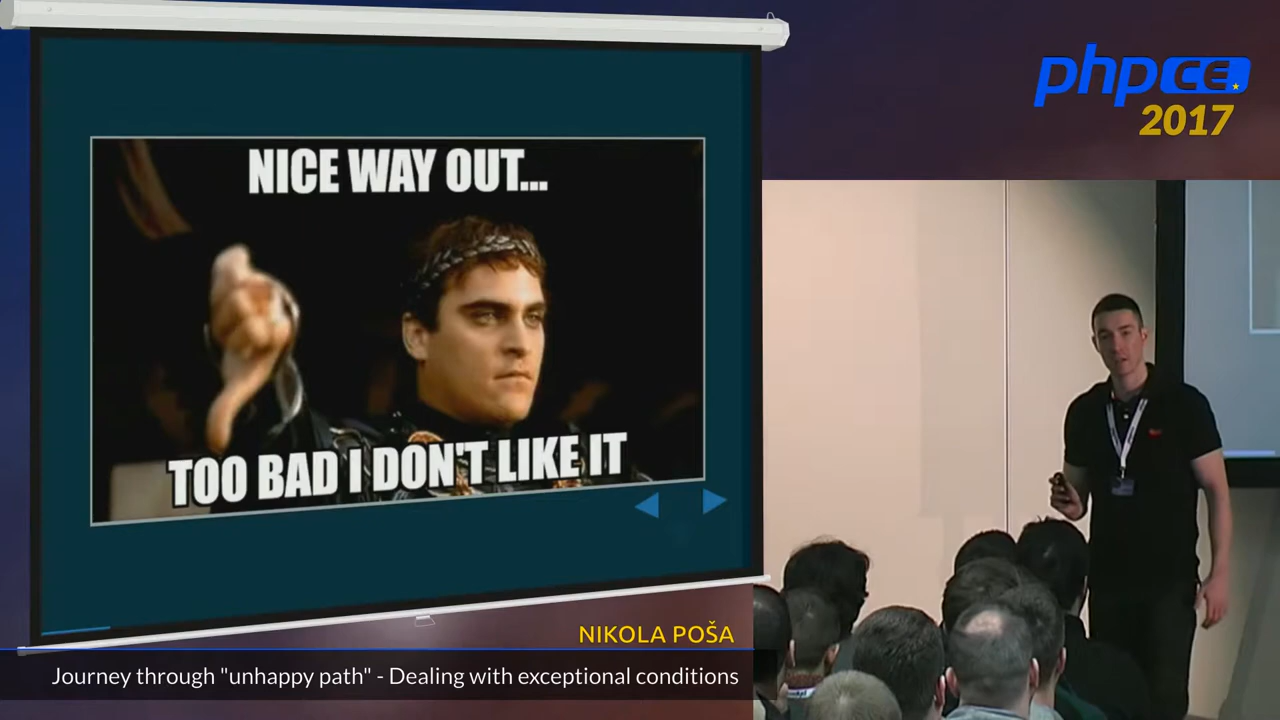 NICE WAY OUT...
TOO BAD I DON'T LIKE IT
phpCE
2017
NIKOLA POŠA
Journey through "unhappy path" - Dealing with exceptional conditions